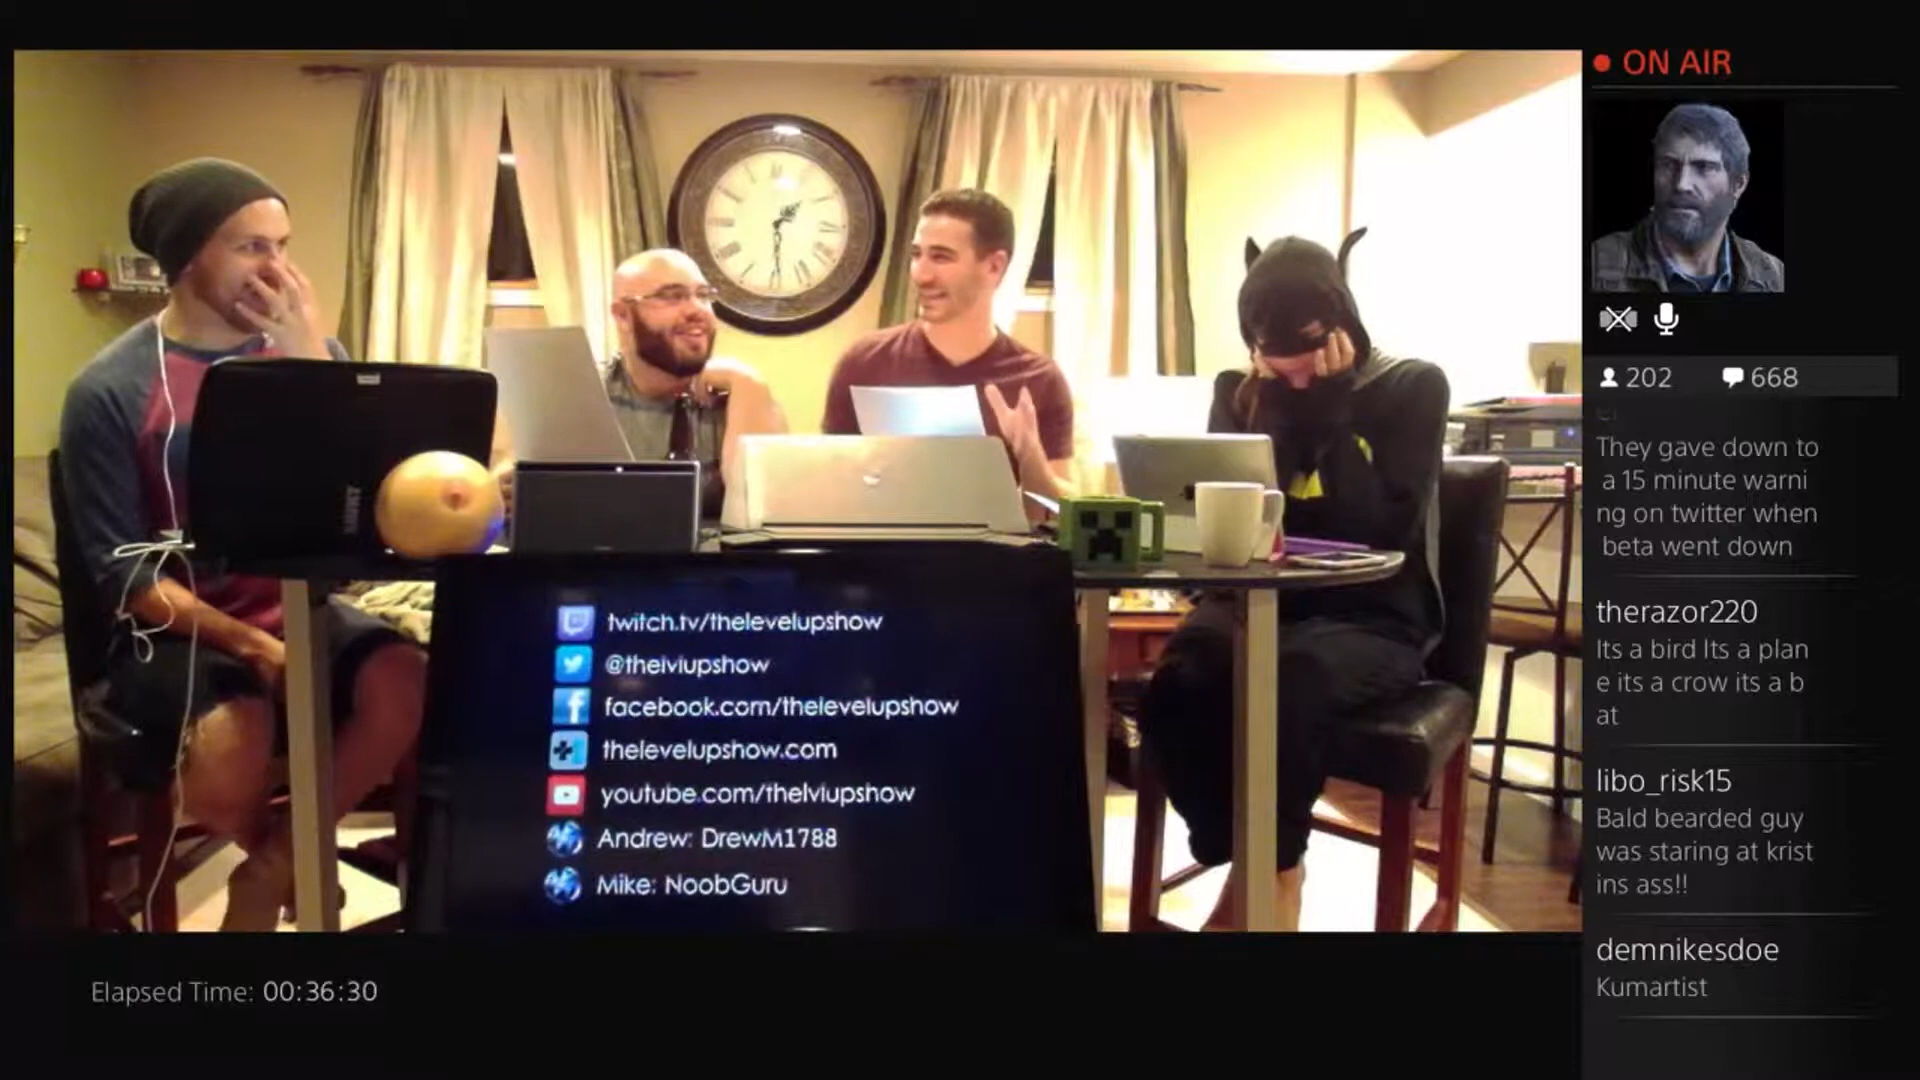 ON AIR
202 668
They gave down to
a 15 minute warni
ng on twitter when
beta went down
therazor220
Its a bird Its a plan
e its a crow its a b
at
libo_risk15
Bald bearded guy
was staring at krist
ins ass!!
demnikesdoe
Kumartist
twitch.tv/thelevelupshow
@thelvlupshow
facebook.com/thelevelupshow
thelevelupshow.com
youtube.com/thelvlupshow
Andrew: DrewM1788
Mike: NoobGuru
Elapsed Time: 00:36:30
SONY